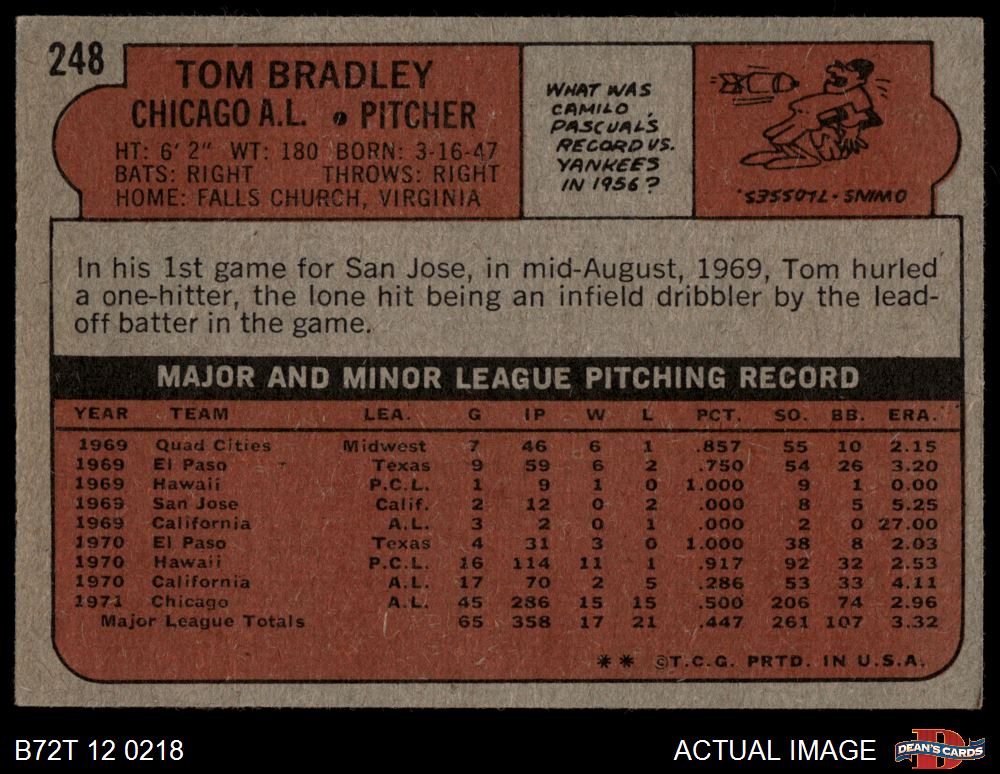 248
TOM BRADLEY
CHICAGO A.L. • PITCHER
HT: 6' 2" WT: 180 BORN: 3-16-47
BATS: RIGHT THROWS: RIGHT
HOME: FALLS CHURCH, VIRGINIA
WHAT WAS
CAMILO
PASCUAL'S
RECORD VS.
YANKEES
IN 1956?
OWINS-7LOSSES.
In his 1st game for San Jose, in mid-August, 1969, Tom hurled
a one-hitter, the lone hit being an infield dribbler by the lead-
off batter in the game.
MAJOR AND MINOR LEAGUE PITCHING RECORD
YEAR TEAM LEA. G IP W L PCT. SO. BB. ERA.
1969 Quad Cities Midwest 7 46 6 1 .857 55 10 2.15
1969 El Paso Texas 9 59 6 2 .750 54 26 3.20
1969 Hawaii P.C.L. 1 9 1 0 1.000 9 1 0.00
1969 San Jose Calif. 2 12 0 2 .000 8 5 5.25
1969 California A.L. 3 2 0 1 .000 2 0 27.00
1970 El Paso Texas 4 31 3 0 1.000 38 8 2.03
1970 Hawaii P.C.L. 16 114 11 1 .917 92 32 2.53
1970 California A.L. 17 70 2 5 .286 53 33 4.11
1971 Chicago A.L. 45 286 15 15 .500 206 74 2.96
Major League Totals 65 358 17 21 .447 261 107 3.32
** ©T.C.G. PRTD. IN U.S.A.
B72T 12 0218
ACTUAL IMAGE
DEAN'S CARDS